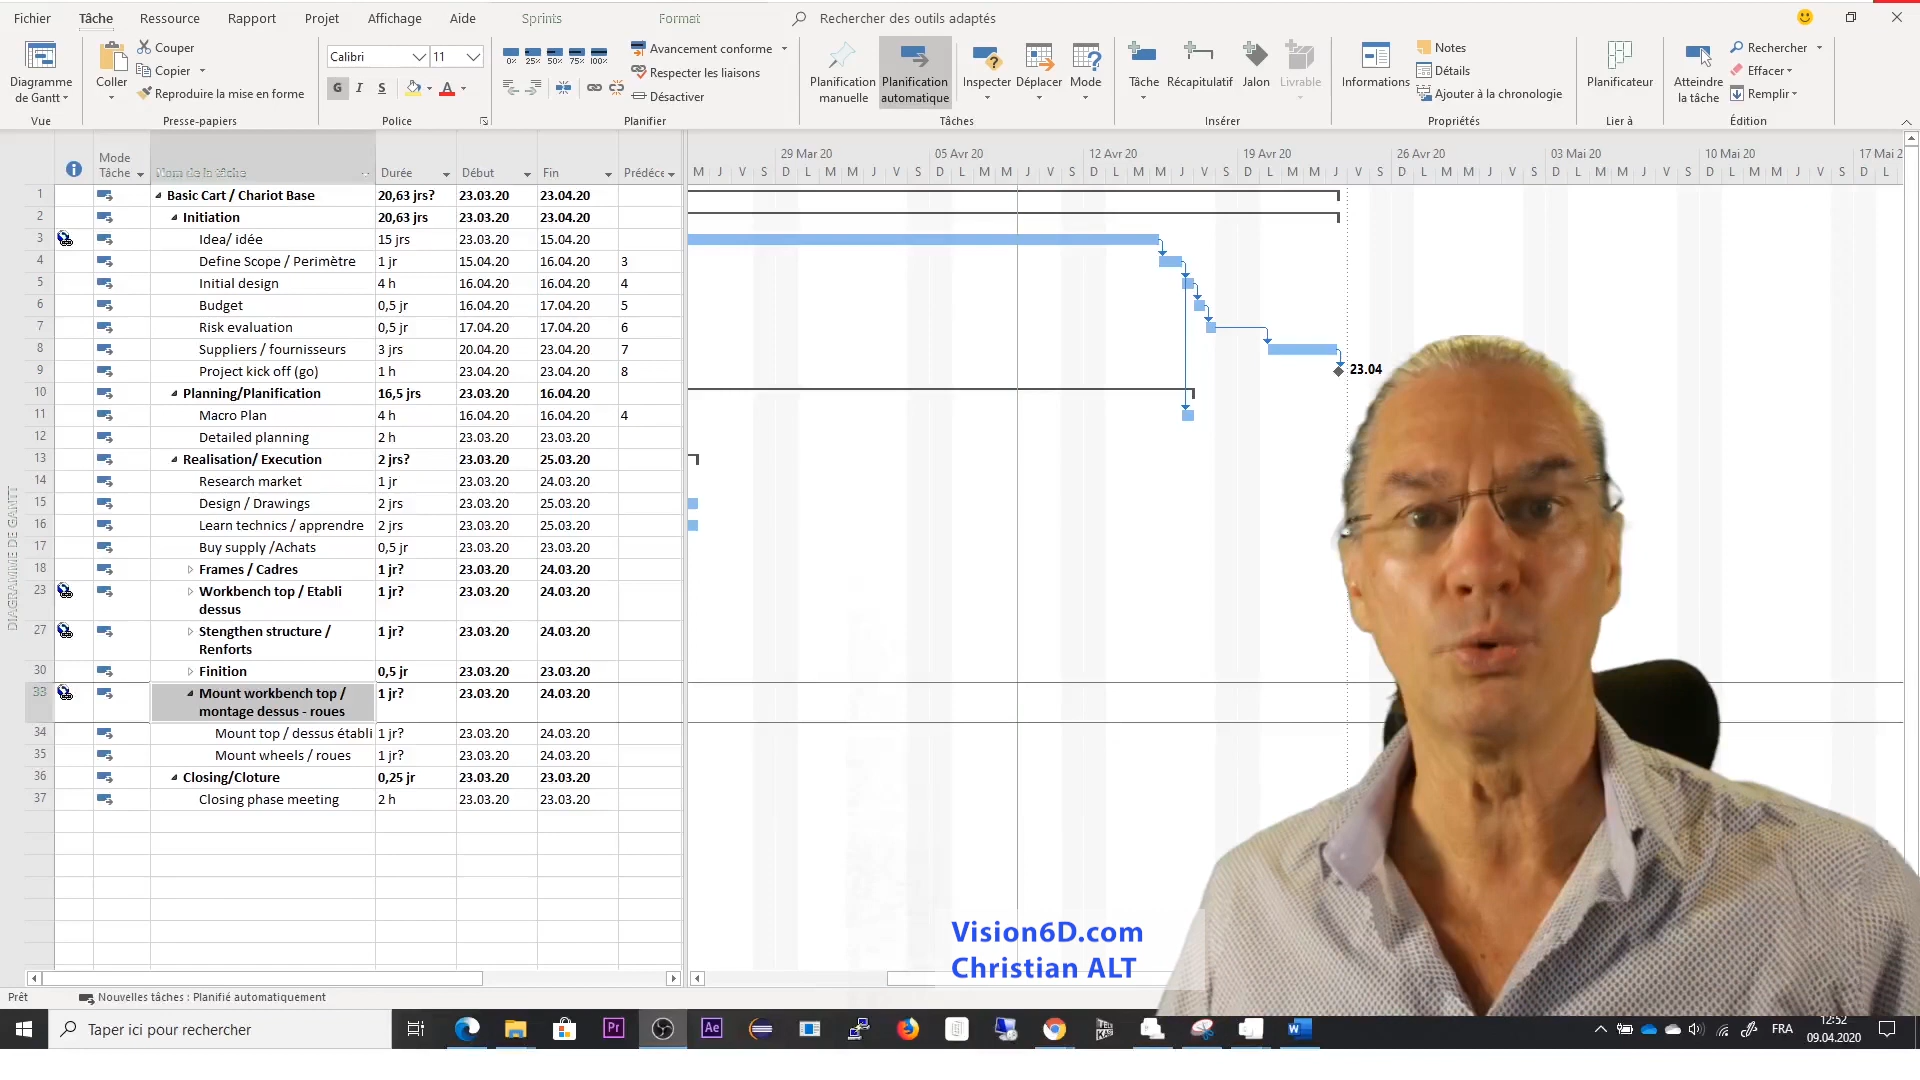 Fichier Tâche Ressource Rapport Projet Affichage Aide Sprints Format Rechercher des outils adaptés
Diagramme de Gantt
Vue
Coller
Couper
Copier
Reproduire la mise en forme
Presse-papiers
Calibri 11
G I S A
Police
0% 25% 50% 75% 100%
Avancement conforme
Respecter les liaisons
Désactiver
Planifier
Planification manuelle
Planification automatique
Inspecter Déplacer Mode
Tâches
Tâche Récapitulatif Jalon Livrable
Insérer
Informations
Notes
Détails
Ajouter à la chronologie
Propriétés
Planificateur
Lier à
Atteindre la tâche
Rechercher
Effacer
Remplir
Édition
Mode Tâche Nom de la tâche Durée Début Fin Prédéce
29 Mar 20 05 Avr 20 12 Avr 20 19 Avr 20 26 Avr 20 03 Mai 20 10 Mai 20 17 Mai 2
M J V S D L M M J V S D L M M J V S D L M M J V S D L M M J V S D L M M J V S D L M M J V S D L M M J V S D L
1 Basic Cart / Chariot Base 20,63 jrs? 23.03.20 23.04.20
2 Initiation 20,63 jrs 23.03.20 23.04.20
3 Idea/ idée 15 jrs 23.03.20 15.04.20
4 Define Scope / Perimètre 1 jr 15.04.20 16.04.20 3
5 Initial design 4 h 16.04.20 16.04.20 4
6 Budget 0,5 jr 16.04.20 17.04.20 5
7 Risk evaluation 0,5 jr 17.04.20 17.04.20 6
8 Suppliers / fournisseurs 3 jrs 20.04.20 23.04.20 7
9 Project kick off (go) 1 h 23.04.20 23.04.20 8
23.04
10 Planning/Planification 16,5 jrs 23.03.20 16.04.20
11 Macro Plan 4 h 16.04.20 16.04.20 4
12 Detailed planning 2 h 23.03.20 23.03.20
13 Realisation/ Execution 2 jrs? 23.03.20 25.03.20
14 Research market 1 jr 23.03.20 24.03.20
15 Design / Drawings 2 jrs 23.03.20 25.03.20
16 Learn technics / apprendre 2 jrs 23.03.20 25.03.20
17 Buy supply /Achats 0,5 jr 23.03.20 23.03.20
18 Frames / Cadres 1 jr? 23.03.20 24.03.20
23 Workbench top / Etabli 1 jr? 23.03.20 24.03.20
dessus
27 Stengthen structure / 1 jr? 23.03.20 24.03.20
Renforts
30 Finition 0,5 jr 23.03.20 23.03.20
33 Mount workbench top / 1 jr? 23.03.20 24.03.20
montage dessus - roues
34 Mount top / dessus établi 1 jr? 23.03.20 24.03.20
35 Mount wheels / roues 1 jr? 23.03.20 24.03.20
36 Closing/Cloture 0,25 jr 23.03.20 23.03.20
37 Closing phase meeting 2 h 23.03.20 23.03.20
DIAGRAMME DE GANTT
Vision6D.com
Christian ALT
Prêt Nouvelles tâches : Planifié automatiquement
Taper ici pour rechercher
Pr Ae W
FRA
12:52
09.04.2020